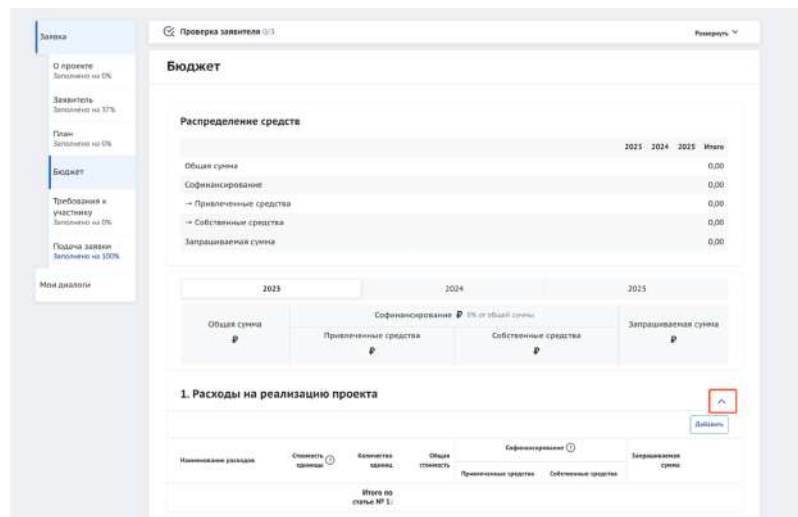 Заявка
Проверка заявителя 0/3
Развернуть
О проекте
Заполнено на 0%
Заявитель
Заполнено на 37%
План
Заполнено на 0%
Бюджет
Требования к
участнику
Заполнено на 0%
Подача заявки
Заполнено на 100%
Мои диалоги
Бюджет
Распределение средств
2023 2024 2025 Итого
Общая сумма 0,00
Софинансирование 0,00
→ Привлеченные средства 0,00
→ Собственные средства 0,00
Запрашиваемая сумма 0,00
2023 2024 2025
Общая сумма
₽
Софинансирование ₽ 0% от общей суммы
Привлеченные средства
₽
Собственные средства
₽
Запрашиваемая сумма
₽
1. Расходы на реализацию проекта
Добавить
Наименование расходов
Стоимость
единицы
Количество
единиц
Общая
стоимость
Софинансирование
Привлеченные средства
Собственные средства
Запрашиваемая
сумма
Итого по
статье № 1: